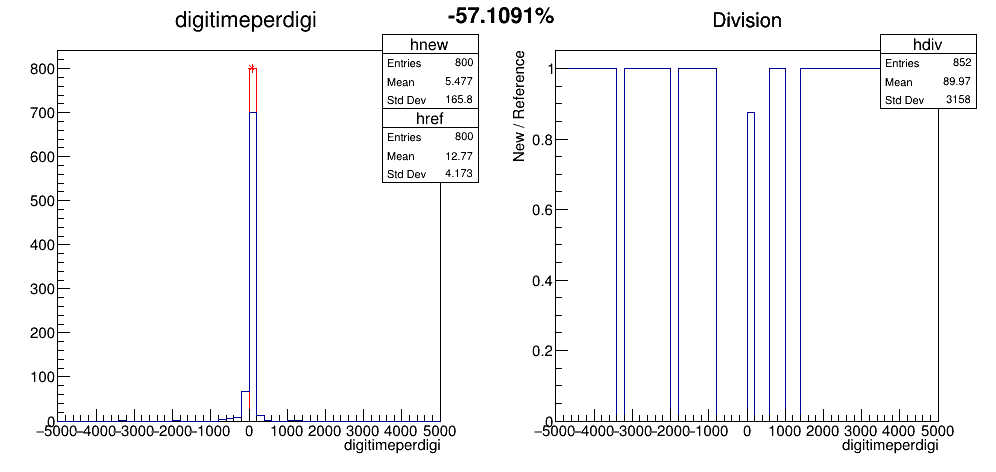 -57.1091%
digitimeperdigi
hnew
Entries 800
Mean 5.477
Std Dev 165.8
href
Entries 800
Mean 12.77
Std Dev 4.173
800
700
600
500
400
300
200
100
0
−5000 −4000 −3000 −2000 −1000 0 1000 2000 3000 4000 5000
digitimeperdigi
Division
hdiv
Entries 852
Mean 89.97
Std Dev 3158
New / Reference
1
0.8
0.6
0.4
0.2
0
−5000 −4000 −3000 −2000 −1000 0 1000 2000 3000 4000 5000
digitimeperdigi